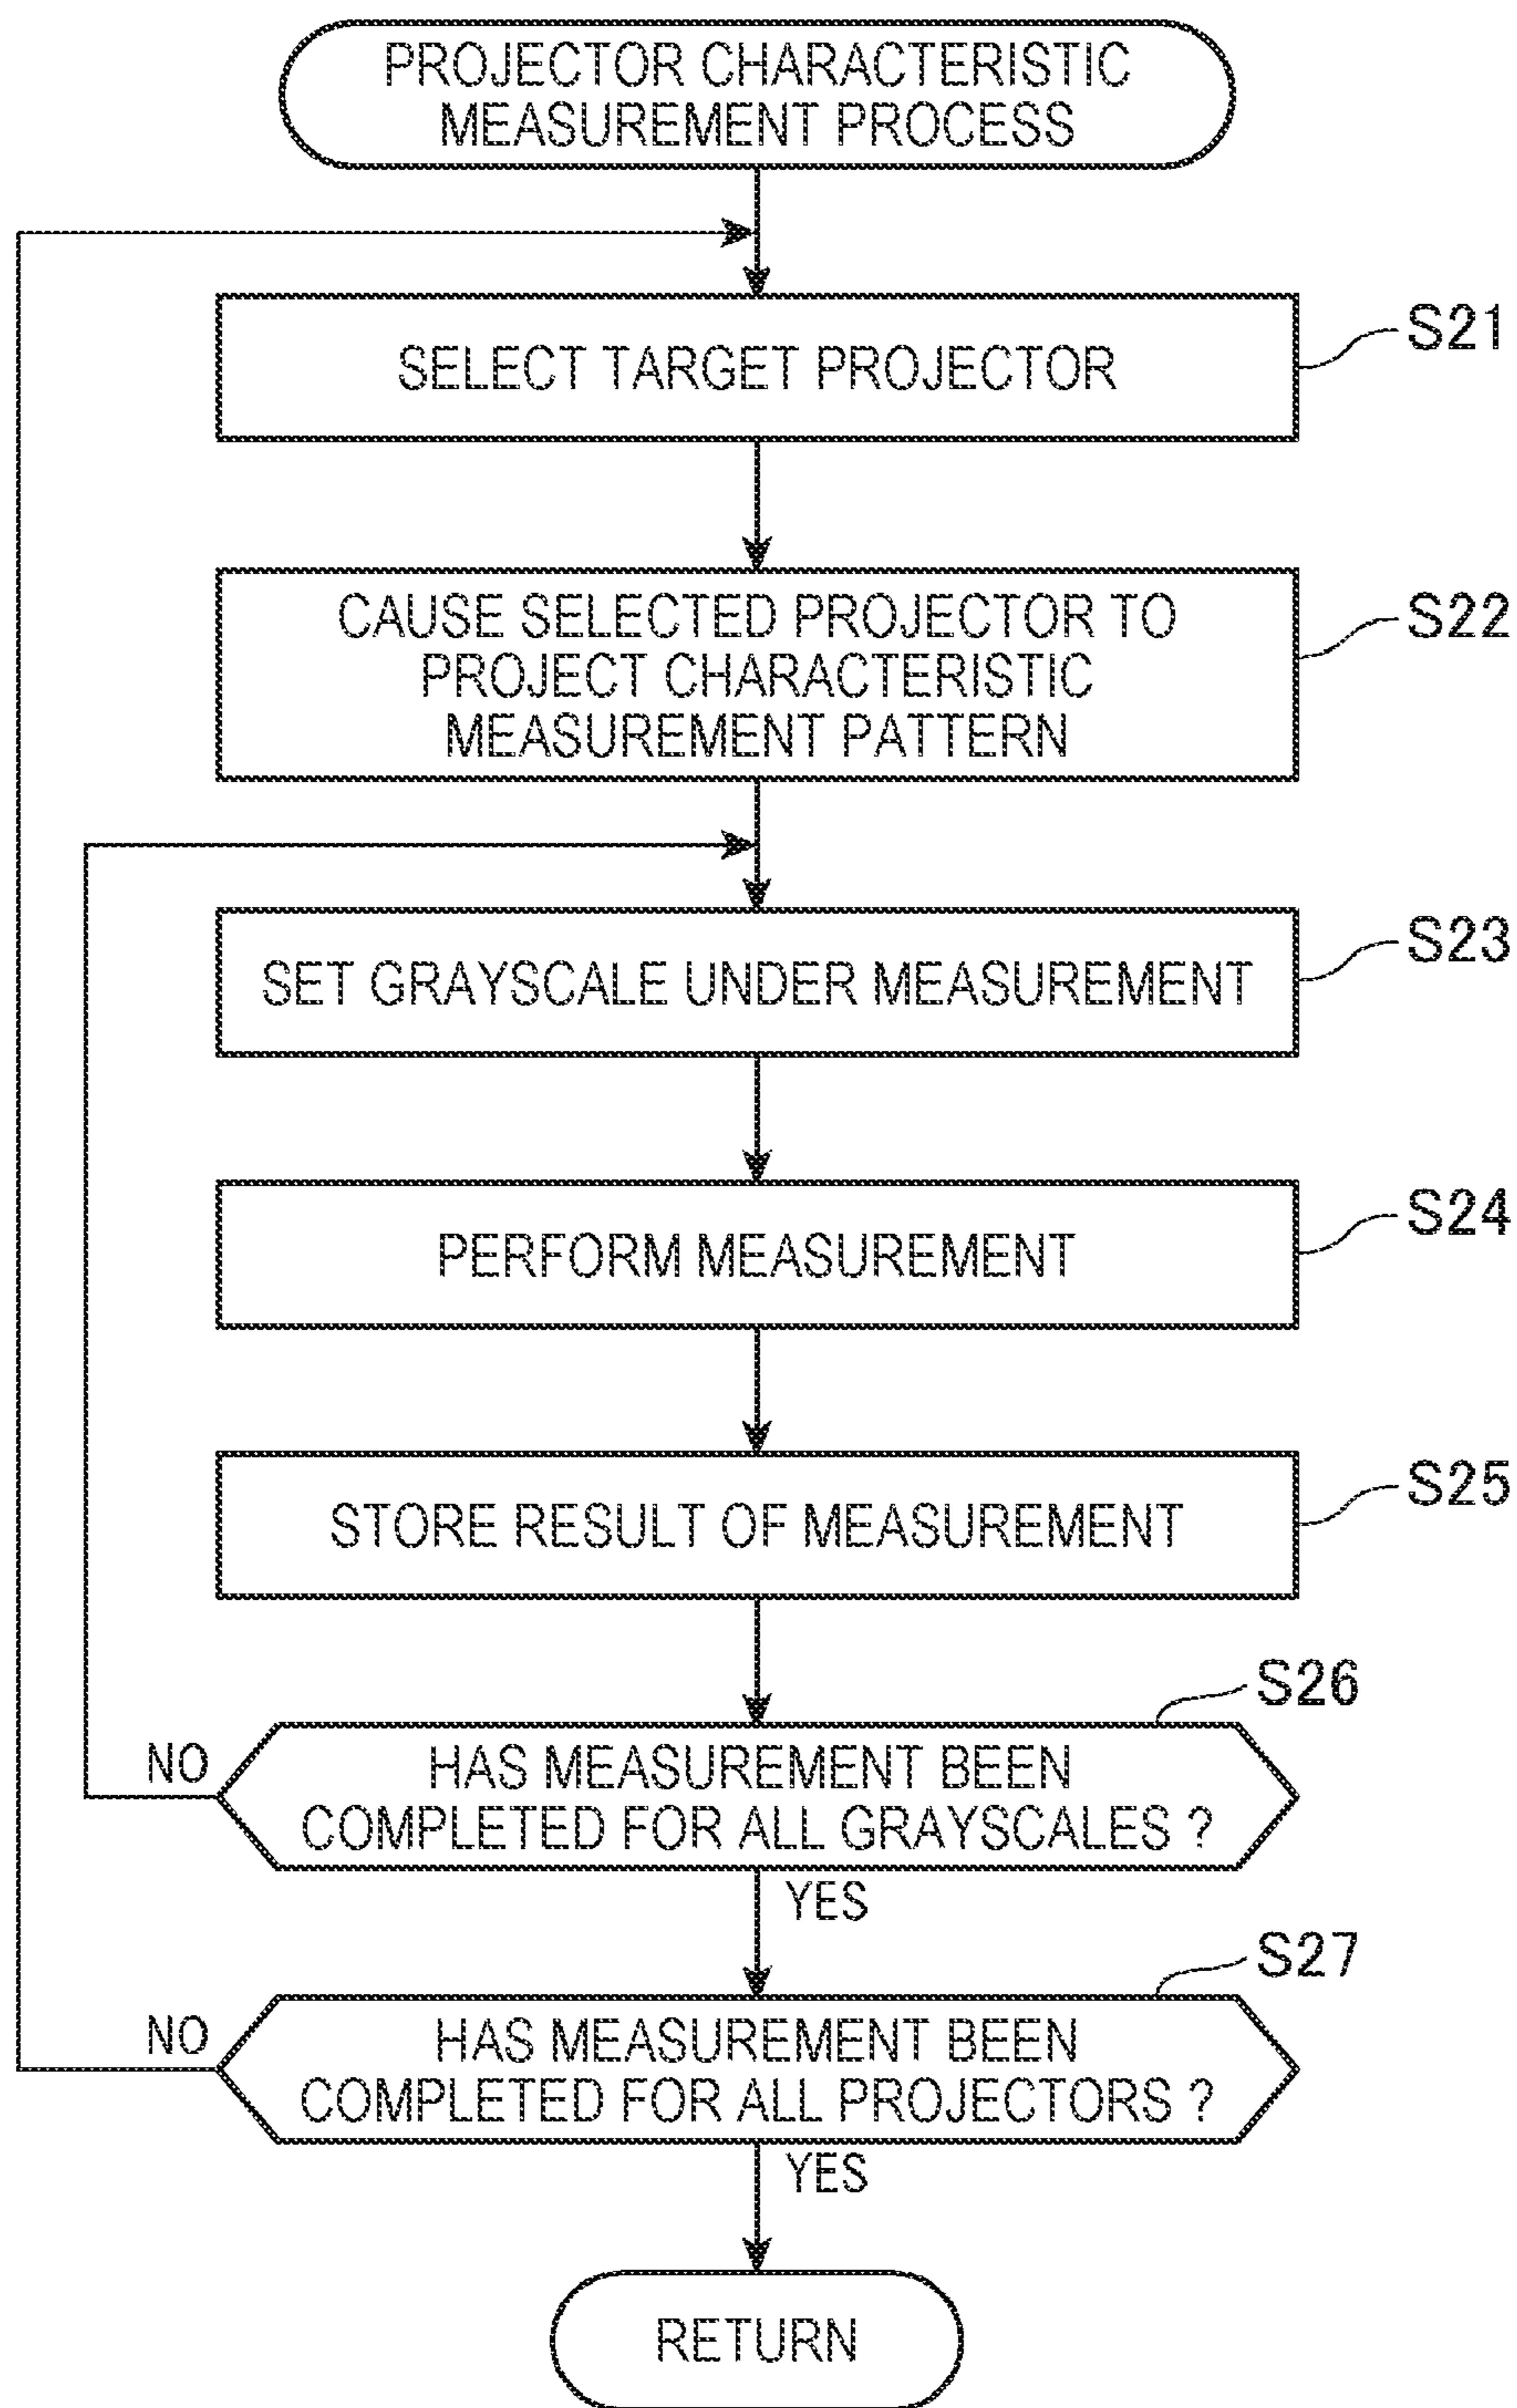 PROJECTOR CHARACTERISTIC
MEASUREMENT PROCESS
SELECT TARGET PROJECTOR
S21
CAUSE SELECTED PROJECTOR TO
PROJECT CHARACTERISTIC
MEASUREMENT PATTERN
S22
SET GRAYSCALE UNDER MEASUREMENT
S23
PERFORM MEASUREMENT
S24
STORE RESULT OF MEASUREMENT
S25
S26
NO
HAS MEASUREMENT BEEN
COMPLETED FOR ALL GRAYSCALES ?
YES
S27
NO
HAS MEASUREMENT BEEN
COMPLETED FOR ALL PROJECTORS ?
YES
RETURN